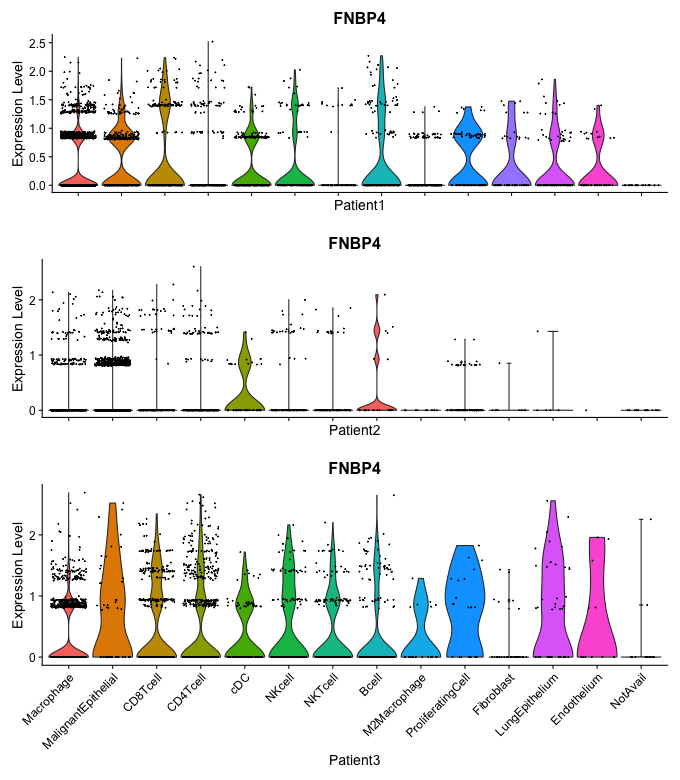 FNBP4
Expression Level
2.5
2.0
1.5
1.0
0.5
0.0
Patient1
FNBP4
Expression Level
2
1
0
Patient2
FNBP4
Expression Level
2
1
0
Macrophage
MalignantEpithelial
CD8Tcell
CD4Tcell
cDC
NKcell
NKTcell
Bcell
M2Macrophage
ProliferatingCell
Fibroblast
LungEpithelium
Endothelium
NotAvail
Patient3